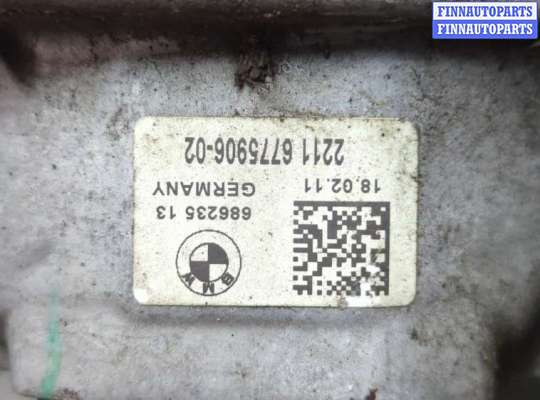 FINNAUTOPARTS
FINNAUTOPARTS
2211 6775906-02
18.02.11
GERMANY
686235 13
BMW